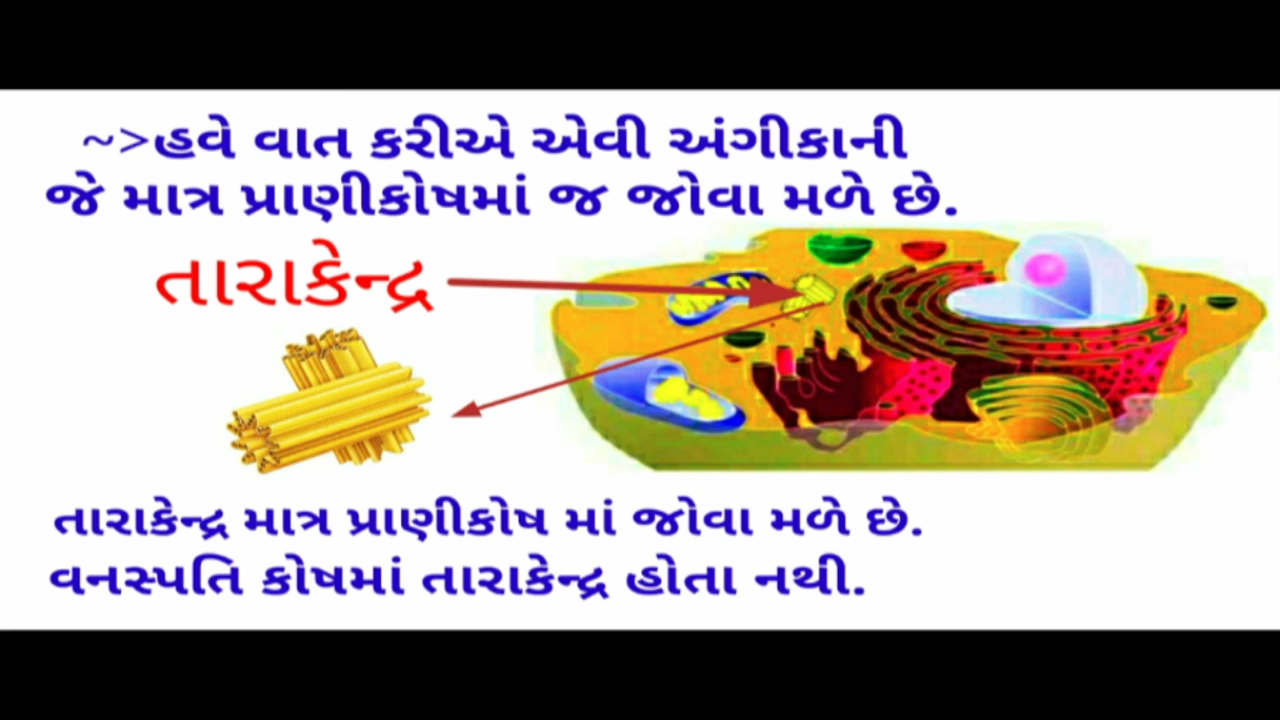 ~>હવે વાત કરીએ એવી અંગીકાની
જે માત્ર પ્રાણીકોષમાં જ જોવા મળે છે.
તારાકેન્દ્ર
તારાકેન્દ્ર માત્ર પ્રાણીકોષ માં જોવા મળે છે.
વનસ્પતિ કોષમાં તારાકેન્દ્ર હોતા નથી.